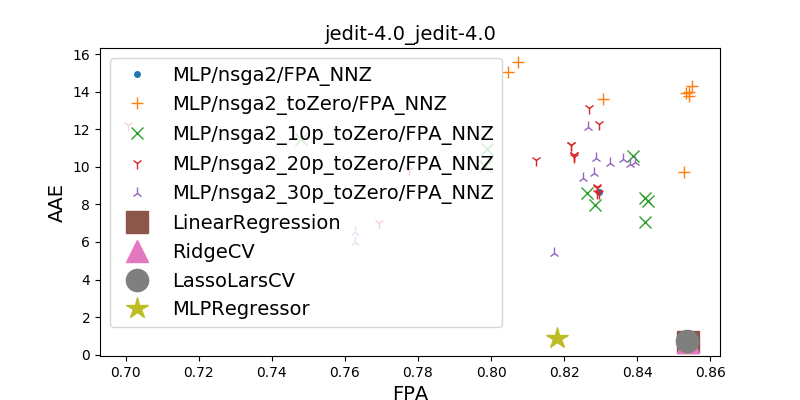 jedit-4.0_jedit-4.0
AAE
16
14
12
10
8
6
4
2
0
MLP/nsga2/FPA_NNZ
MLP/nsga2_toZero/FPA_NNZ
MLP/nsga2_10p_toZero/FPA_NNZ
MLP/nsga2_20p_toZero/FPA_NNZ
MLP/nsga2_30p_toZero/FPA_NNZ
LinearRegression
RidgeCV
LassoLarsCV
MLPRegressor
0.70 0.72 0.74 0.76 0.78 0.80 0.82 0.84 0.86
FPA